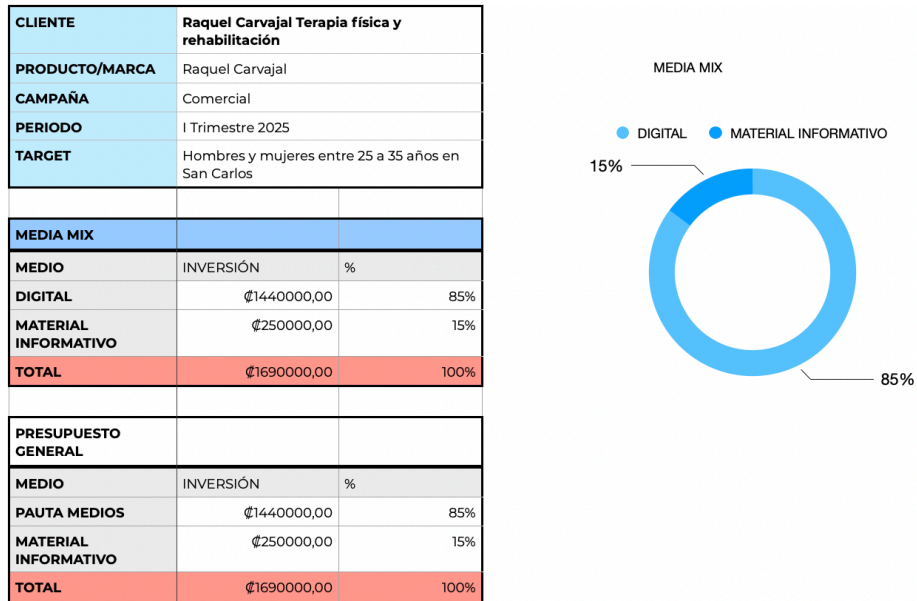 CLIENTE
Raquel Carvajal Terapia física y
rehabilitación
PRODUCTO/MARCA
Raquel Carvajal
CAMPAÑA
Comercial
PERIODO
I Trimestre 2025
TARGET
Hombres y mujeres entre 25 a 35 años en
San Carlos
MEDIA MIX
MEDIO
INVERSIÓN
%
DIGITAL
₡1440000,00
85%
MATERIAL
INFORMATIVO
₡250000,00
15%
TOTAL
₡1690000,00
100%
PRESUPUESTO
GENERAL
MEDIO
INVERSIÓN
%
PAUTA MEDIOS
₡1440000,00
85%
MATERIAL
INFORMATIVO
₡250000,00
15%
TOTAL
₡1690000,00
100%
MEDIA MIX
DIGITAL
MATERIAL INFORMATIVO
15%
85%